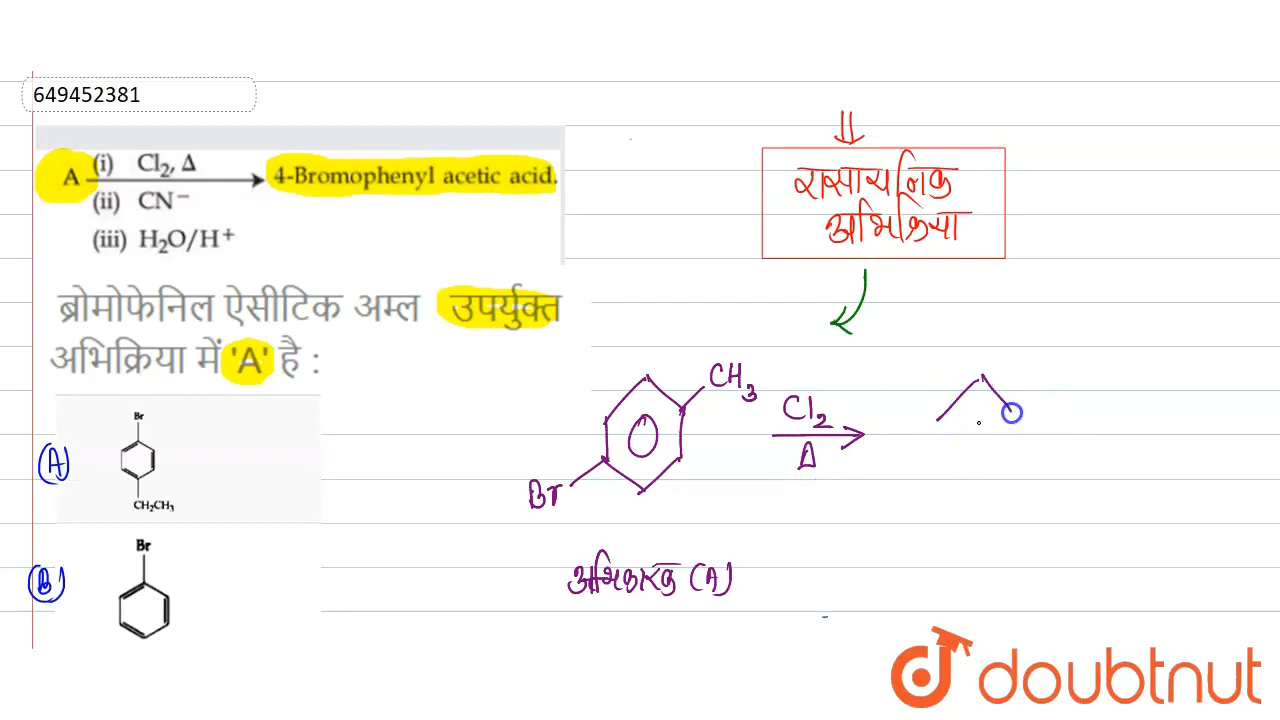 649452381
A (i) Cl₂, Δ 4-Bromophenyl acetic acid.
(ii) CN⁻
(iii) H₂O/H⁺
ब्रोमोफेनिल ऐसीटिक अम्ल उपर्युक्त
अभिक्रिया में 'A' है :
(A)
Br
CH₂CH₃
(B)
Br
रासायनिक
अभिक्रिया
CH₃
Br
Cl₂
Δ
अभिकारक (A)
doubtnut